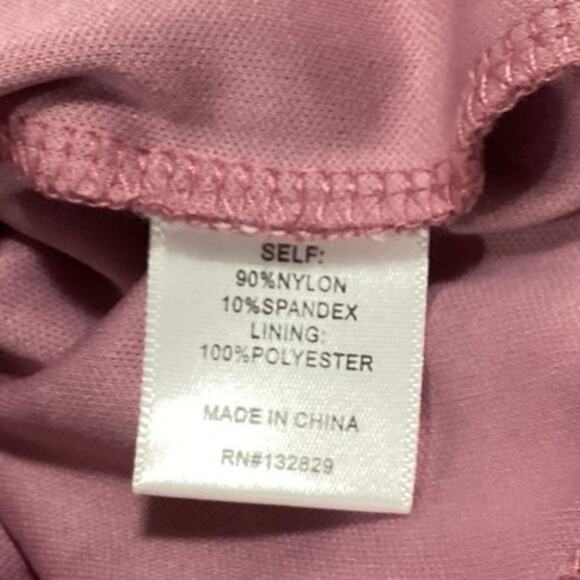 SELF:
90%NYLON
10%SPANDEX
LINING:
100%POLYESTER
MADE IN CHINA
RN#132829